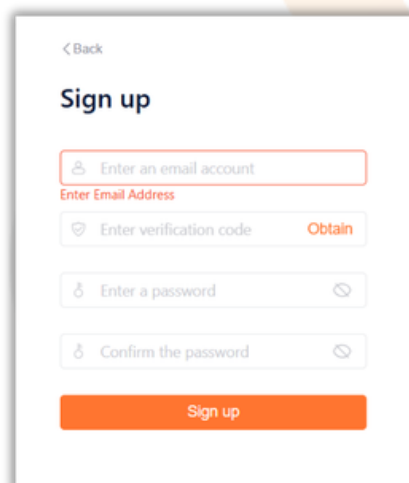 <Back
Sign up
Enter an email account
Enter Email Address
Enter verification code Obtain
Enter a password
Confirm the password
Sign up